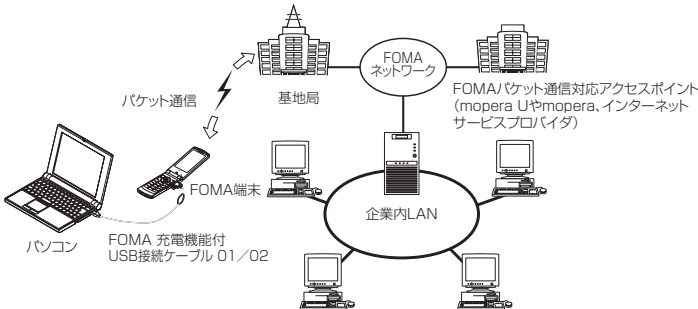 FOMA
ネットワーク
パケット通信
基地局
FOMAパケット通信対応アクセスポイント
（mopera Uやmopera、インターネット
サービスプロバイダ）
FOMA端末
企業内LAN
パソコン
FOMA 充電機能付
USB接続ケーブル 01／02